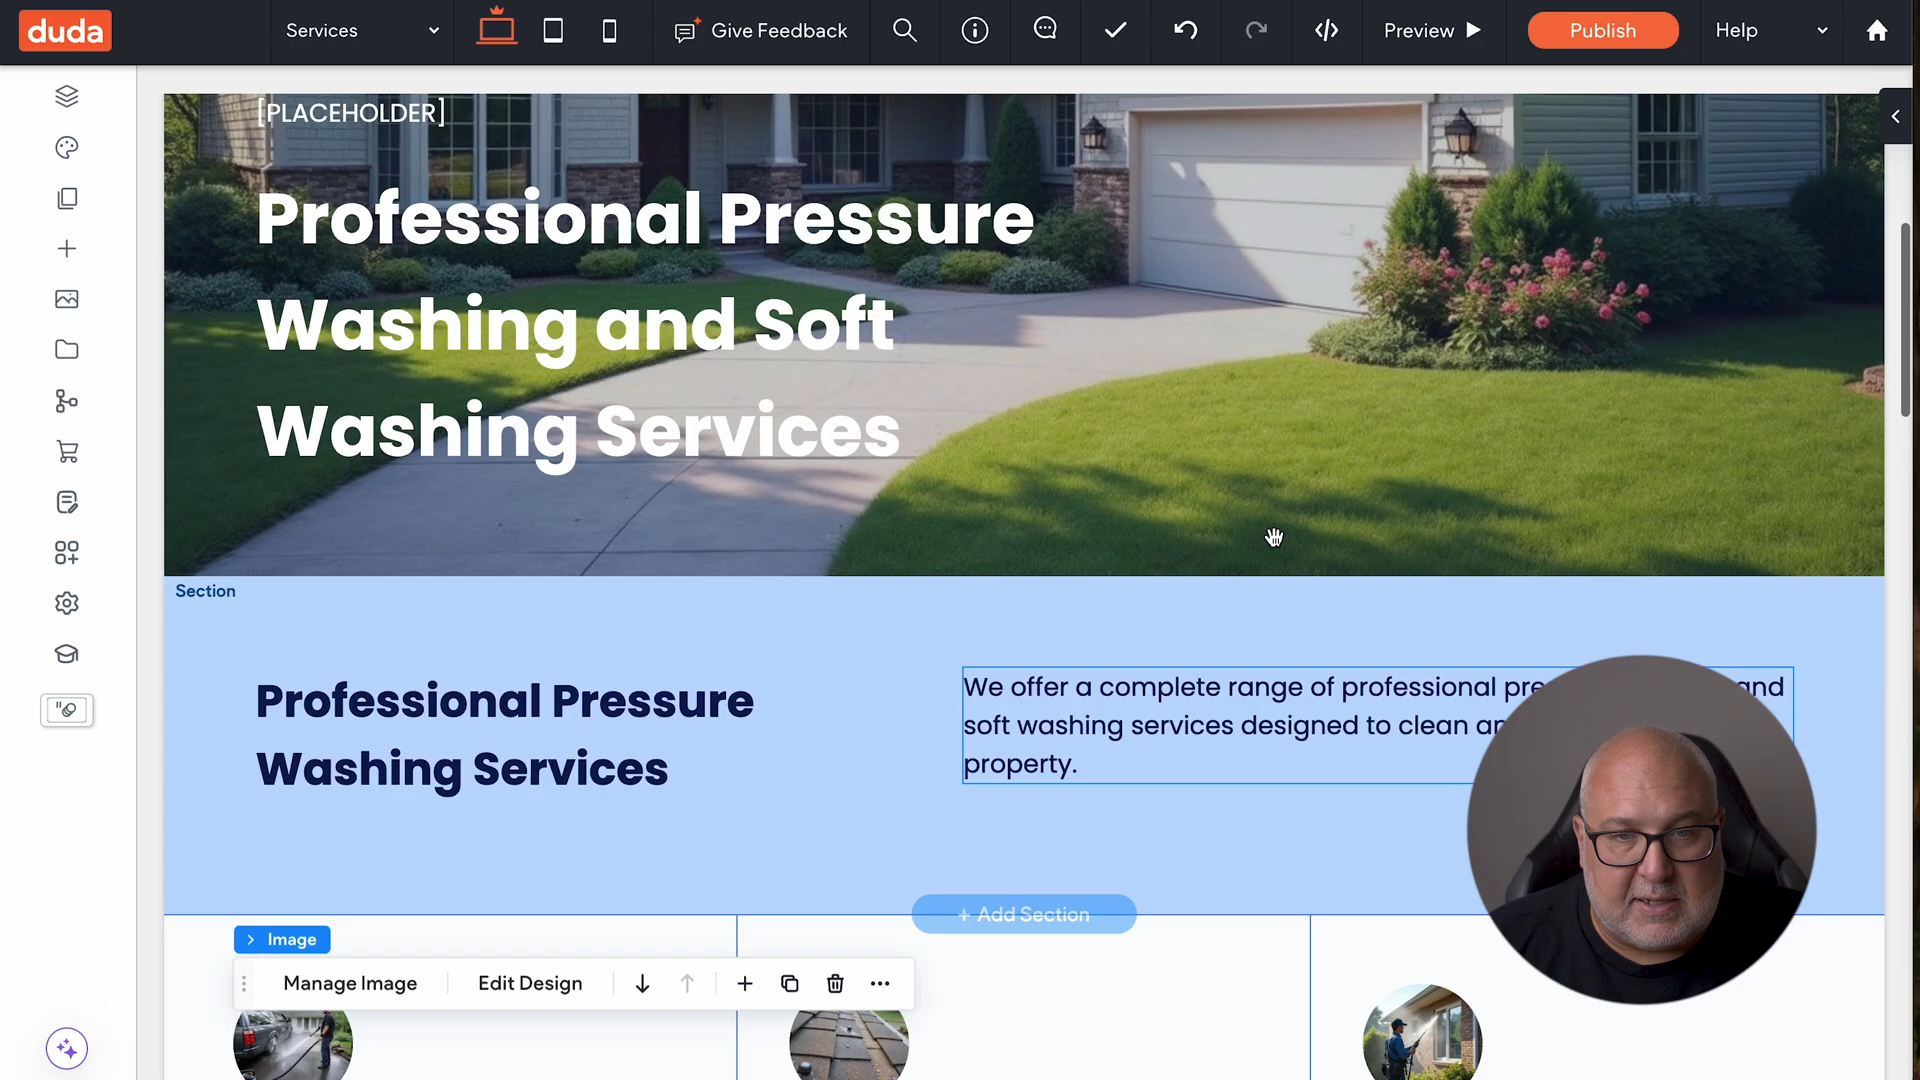 duda
Services
Give Feedback
Preview
Publish
Help
[PLACEHOLDER]
Professional Pressure
Washing and Soft
Washing Services
Section
Professional Pressure
Washing Services
We offer a complete range of professional and
soft washing services designed to clean
property.
+ Add Section
Image
Manage Image
Edit Design